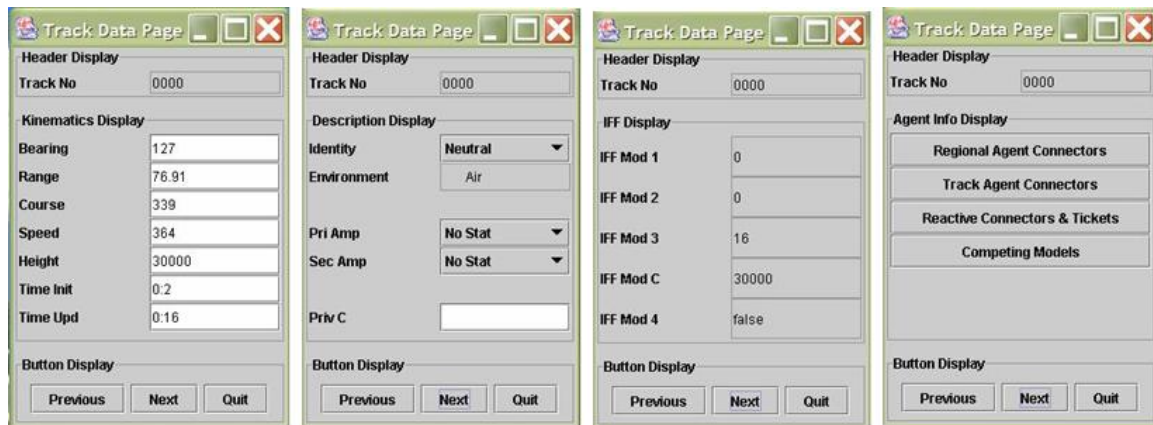 Track Data Page
Header Display
Track No 0000
Kinematics Display
Bearing 127
Range 76.91
Course 339
Speed 364
Height 30000
Time Init 0:2
Time Upd 0:16
Button Display
Previous Next Quit
Track Data Page
Header Display
Track No 0000
Description Display
Identity Neutral
Environment Air
Pri Amp No Stat
Sec Amp No Stat
Priv C
Button Display
Previous Next Quit
Track Data Page
Header Display
Track No 0000
IFF Display
IFF Mod 1 0
IFF Mod 2 0
IFF Mod 3 16
IFF Mod C 30000
IFF Mod 4 false
Button Display
Previous Next Quit
Track Data Page
Header Display
Track No 0000
Agent Info Display
Regional Agent Connectors
Track Agent Connectors
Reactive Connectors & Tickets
Competing Models
Button Display
Previous Next Quit